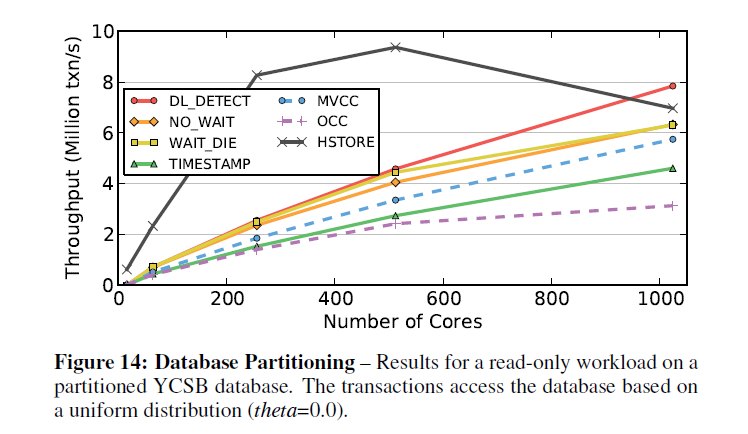 10
8
6
4
2
0
Throughput (Million txn/s)
DL_DETECT
NO_WAIT
WAIT_DIE
TIMESTAMP
MVCC
OCC
HSTORE
0 200 400 600 800 1000
Number of Cores
Figure 14: Database Partitioning – Results for a read-only workload on a
partitioned YCSB database. The transactions access the database based on
a uniform distribution (theta=0.0).